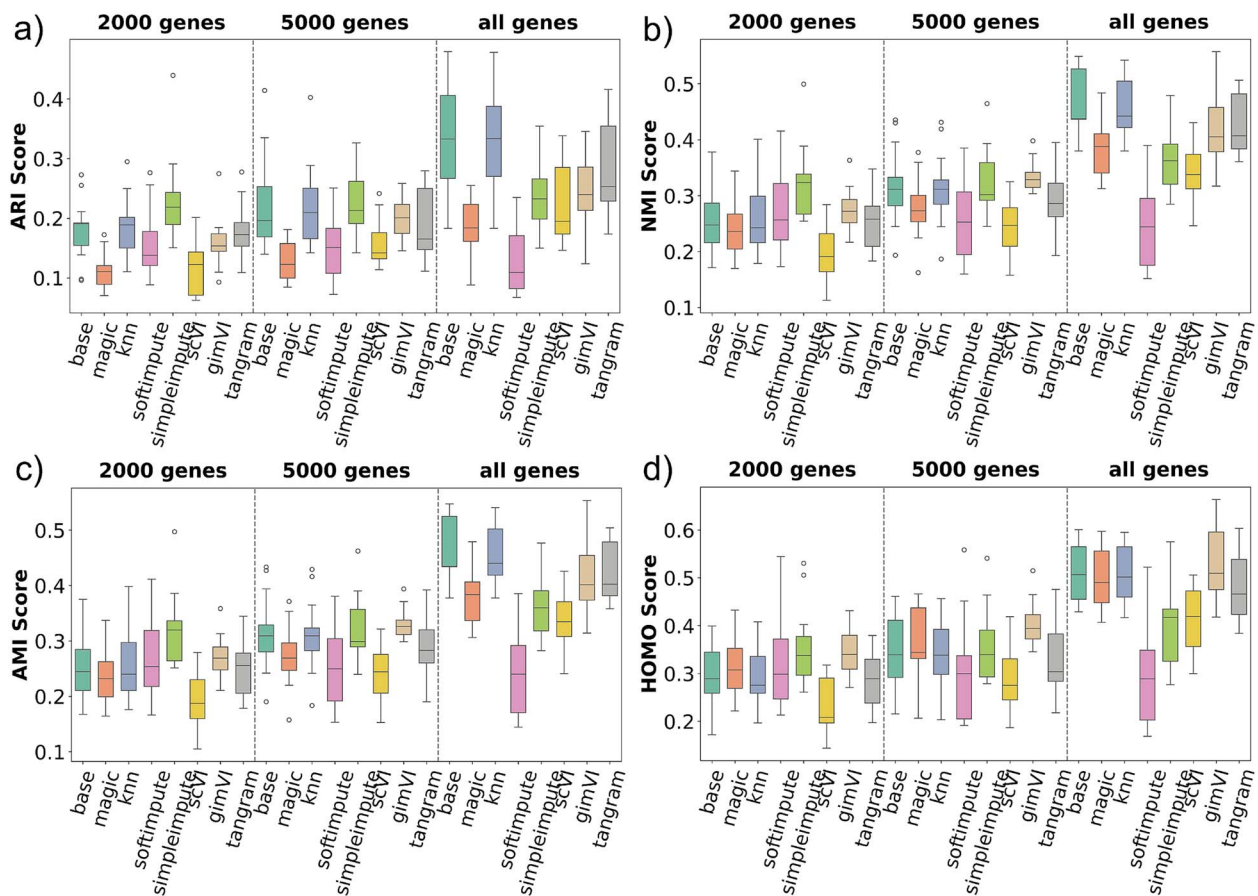 a)
2000 genes 5000 genes all genes
ARI Score
0.4
0.3
0.2
0.1
base magic knn softimpute simpleimpute scVI gimVI tangram base magic knn softimpute simpleimpute scVI gimVI tangram base magic knn softimpute simpleimpute scVI gimVI tangram
b)
2000 genes 5000 genes all genes
NMI Score
0.5
0.4
0.3
0.2
0.1
base magic knn softimpute simpleimpute scVI gimVI tangram base magic knn softimpute simpleimpute scVI gimVI tangram base magic knn softimpute simpleimpute scVI gimVI tangram
c)
2000 genes 5000 genes all genes
AMI Score
0.5
0.4
0.3
0.2
0.1
base magic knn softimpute simpleimpute scVI gimVI tangram base magic knn softimpute simpleimpute scVI gimVI tangram base magic knn softimpute simpleimpute scVI gimVI tangram
d)
2000 genes 5000 genes all genes
HOMO Score
0.6
0.5
0.4
0.3
0.2
base magic knn softimpute simpleimpute scVI gimVI tangram base magic knn softimpute simpleimpute scVI gimVI tangram base magic knn softimpute simpleimpute scVI gimVI tangram